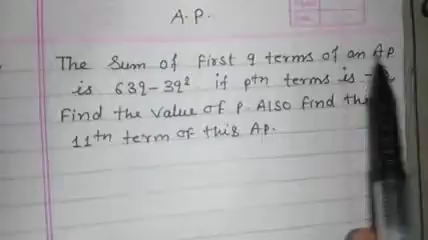 A.P.
The Sum of first q terms of an AP
is 63q-3q² if pth terms is -
Find the value of P. Also find th
11th term of this AP.